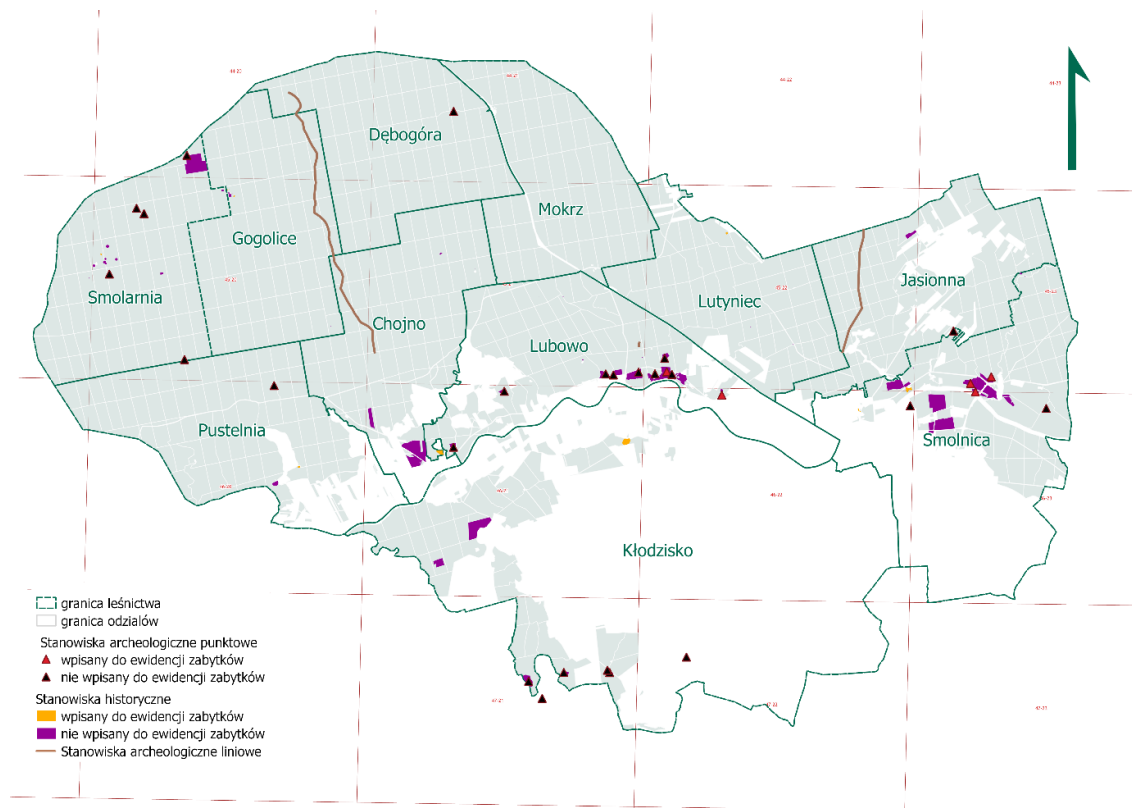 Dębogóra
Mokrz
Gogolice
Jasionna
Smolarnia
Lutyniec
Chojno
Lubowo
Pustelnia
Smolnica
Kłodzisko
granica leśnictwa
granica odziałów
Stanowiska archeologiczne punktowe
wpisany do ewidencji zabytków
nie wpisany do ewidencji zabytków
Stanowiska historyczne
wpisany do ewidencji zabytków
nie wpisany do ewidencji zabytków
Stanowiska archeologiczne liniowe